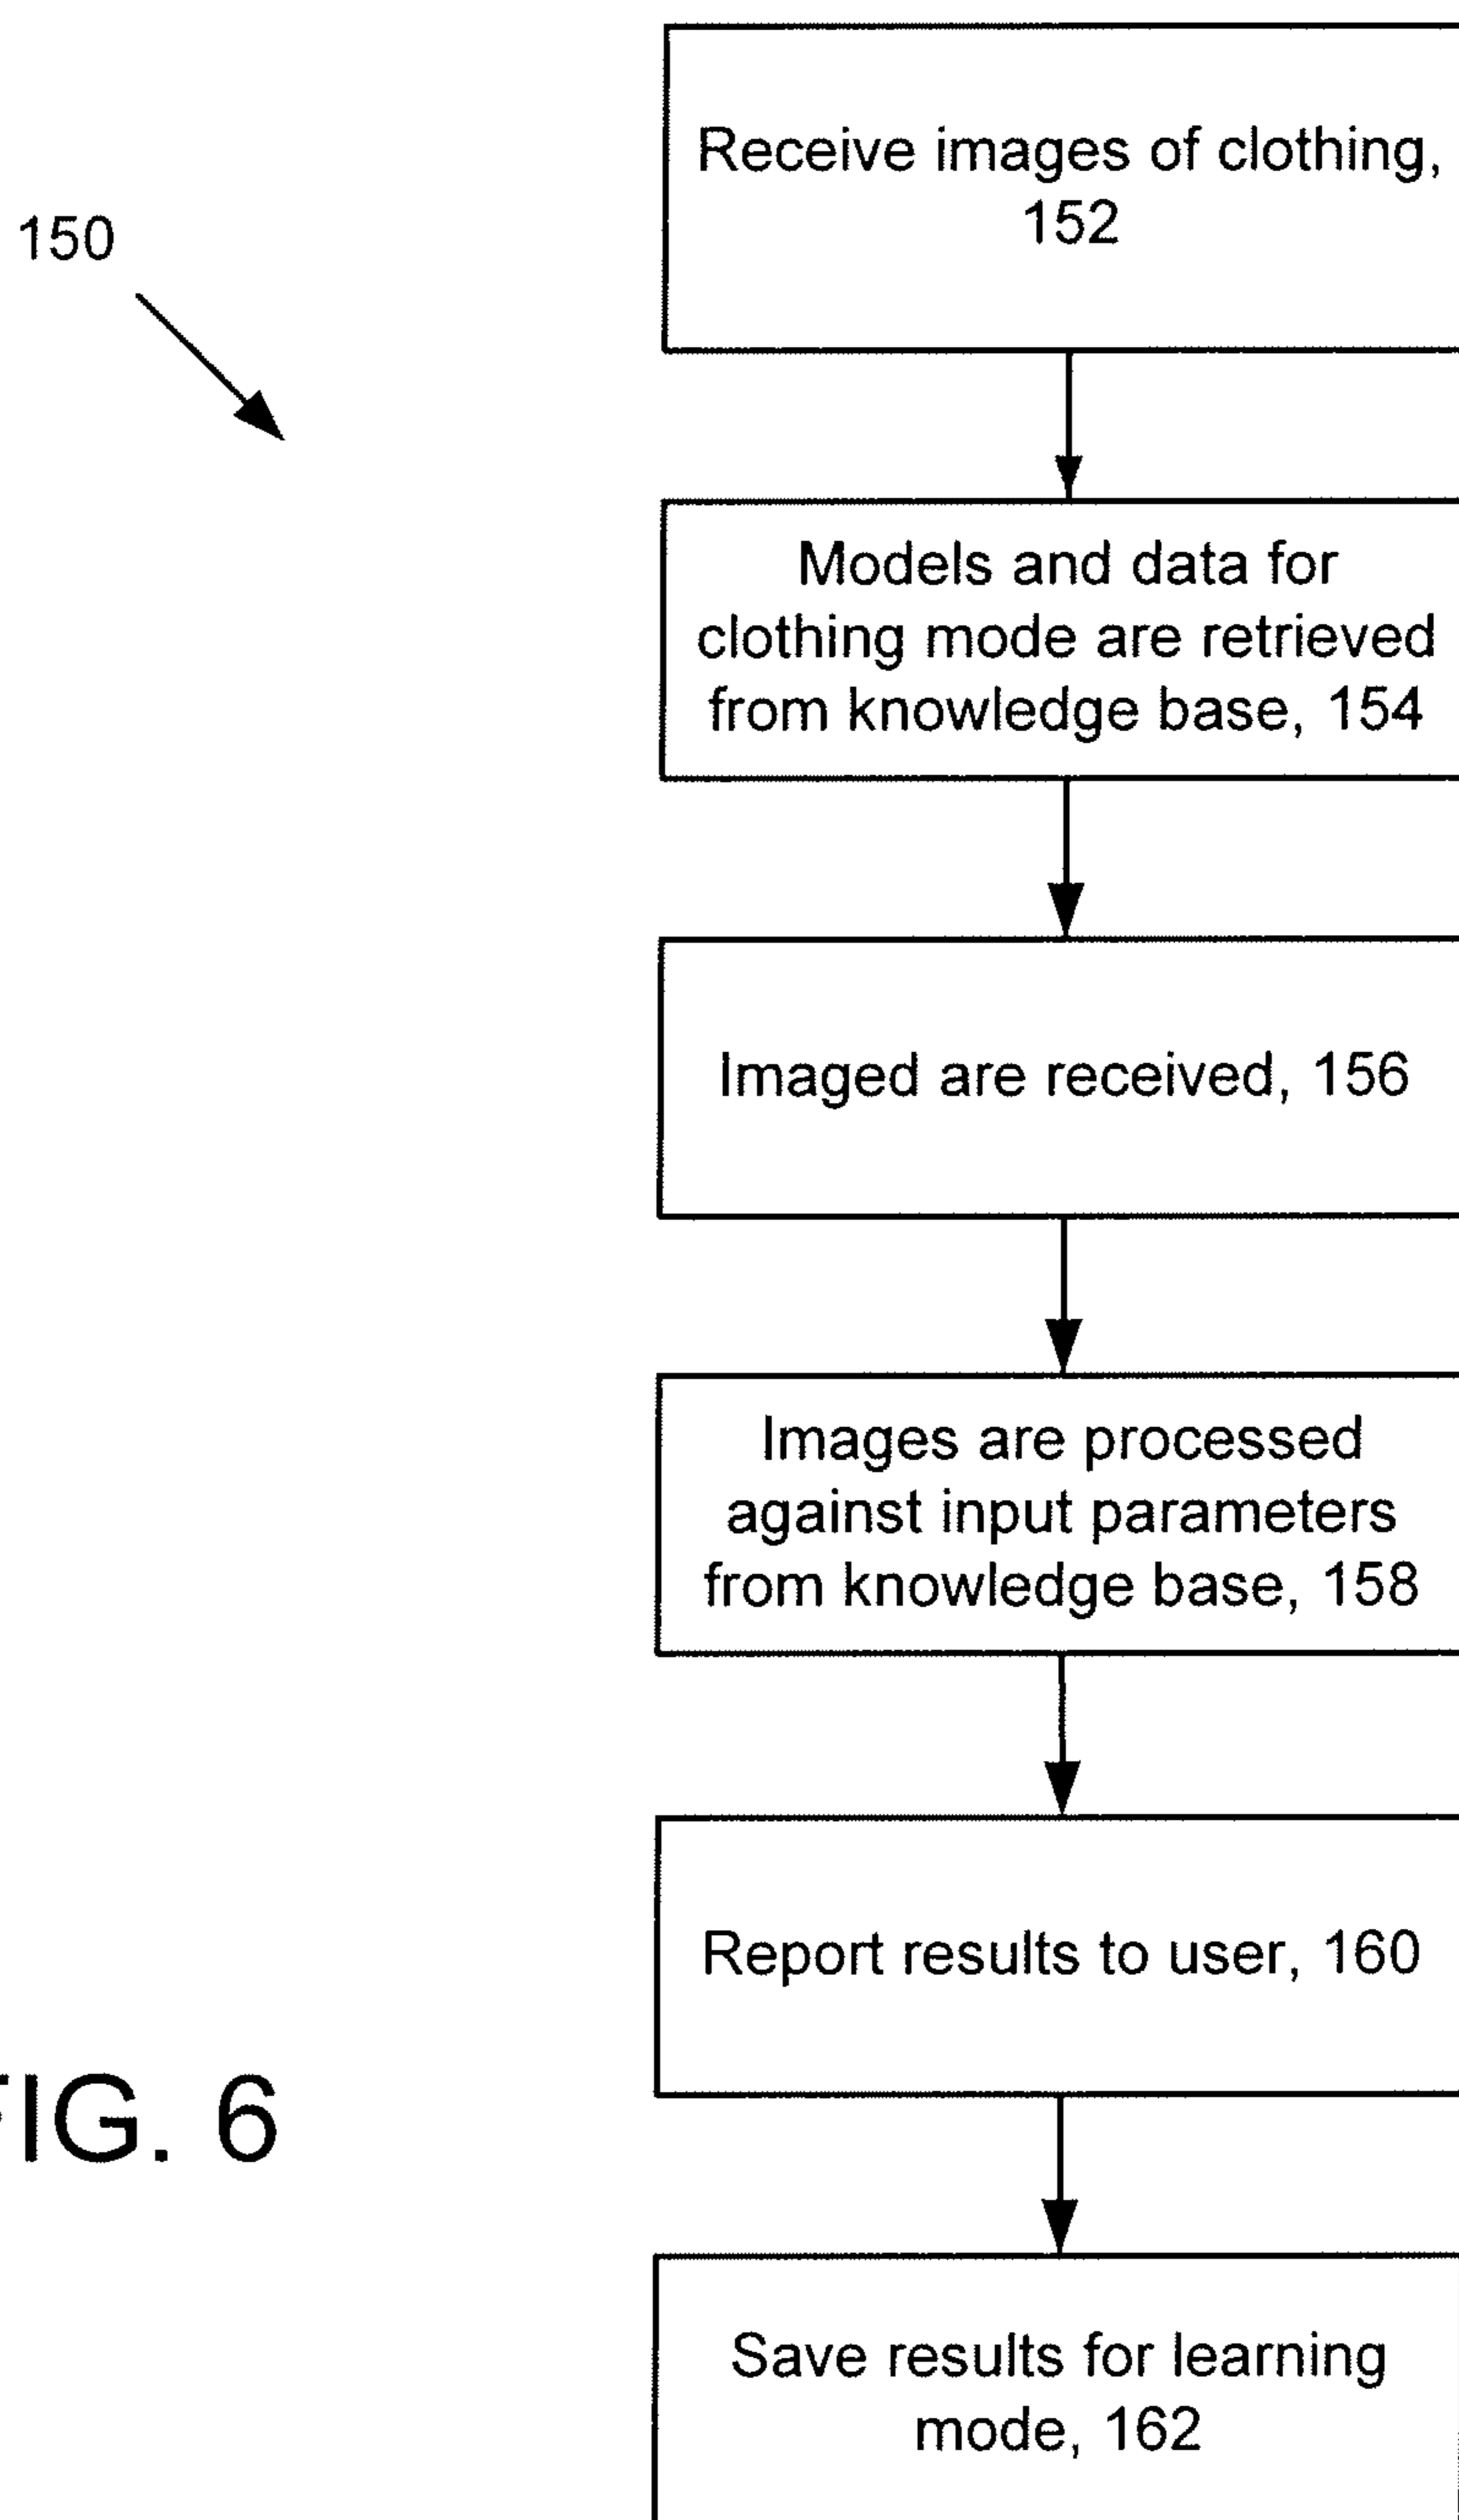 150
Receive images of clothing,
152
Models and data for
clothing mode are retrieved
from knowledge base, 154
Imaged are received, 156
Images are processed
against input parameters
from knowledge base, 158
Report results to user, 160
FIG. 6
Save results for learning
mode, 162